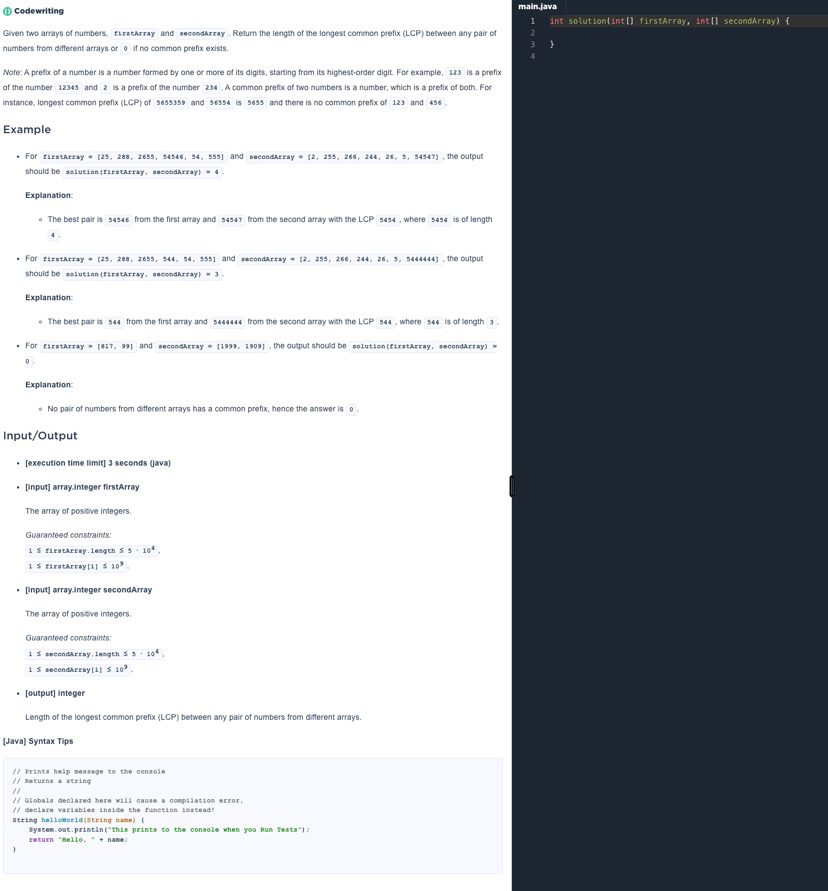 Codewriting
Given two arrays of numbers, firstArray and secondArray. Return the length of the longest common prefix (LCP) between any pair of
numbers from different arrays or 0 if no common prefix exists.
Note: A prefix of a number is a number formed by one or more of its digits, starting from its highest-order digit. For example, 123 is a prefix
of the number 12345 and 2 is a prefix of the number 234. A common prefix of two numbers is a number, which is a prefix of both. For
instance, longest common prefix (LCP) of 5655359 and 56554 is 5655 and there is no common prefix of 123 and 456.
Example
• For firstArray = [25, 288, 2655, 54546, 54, 555] and secondArray = [2, 255, 266, 244, 26, 5, 54547], the output
should be solution(firstArray, secondArray) = 4.
Explanation:
◦ The best pair is 54546 from the first array and 54547 from the second array with the LCP 5454, where 5454 is of length
4.
• For firstArray = [25, 288, 2655, 544, 54, 555] and secondArray = [2, 255, 266, 244, 26, 5, 5444444], the output
should be solution(firstArray, secondArray) = 3.
Explanation:
◦ The best pair is 544 from the first array and 5444444 from the second array with the LCP 544, where 544 is of length 3.
• For firstArray = [817, 99] and secondArray = [1999, 1909], the output should be solution(firstArray, secondArray) =
0.
Explanation:
◦ No pair of numbers from different arrays has a common prefix, hence the answer is 0.
Input/Output
• [execution time limit] 3 seconds (java)
• [input] array.integer firstArray
The array of positive integers.
Guaranteed constraints:
1 ≤ firstArray.length ≤ 5 · 10⁴,
1 ≤ firstArray[i] ≤ 10⁹.
• [input] array.integer secondArray
The array of positive integers.
Guaranteed constraints:
1 ≤ secondArray.length ≤ 5 · 10⁴,
1 ≤ secondArray[i] ≤ 10⁹.
• [output] integer
Length of the longest common prefix (LCP) between any pair of numbers from different arrays.
[Java] Syntax Tips
// Prints help message to the console
// Returns a string
//
// Globals declared here will cause a compilation error,
// declare variables inside the function instead!
String helloWorld(String name) {
    System.out.println("This prints to the console when you Run Tests");
    return "Hello, " + name;
}
main.java
1 int solution(int[] firstArray, int[] secondArray) {
2
3 }
4